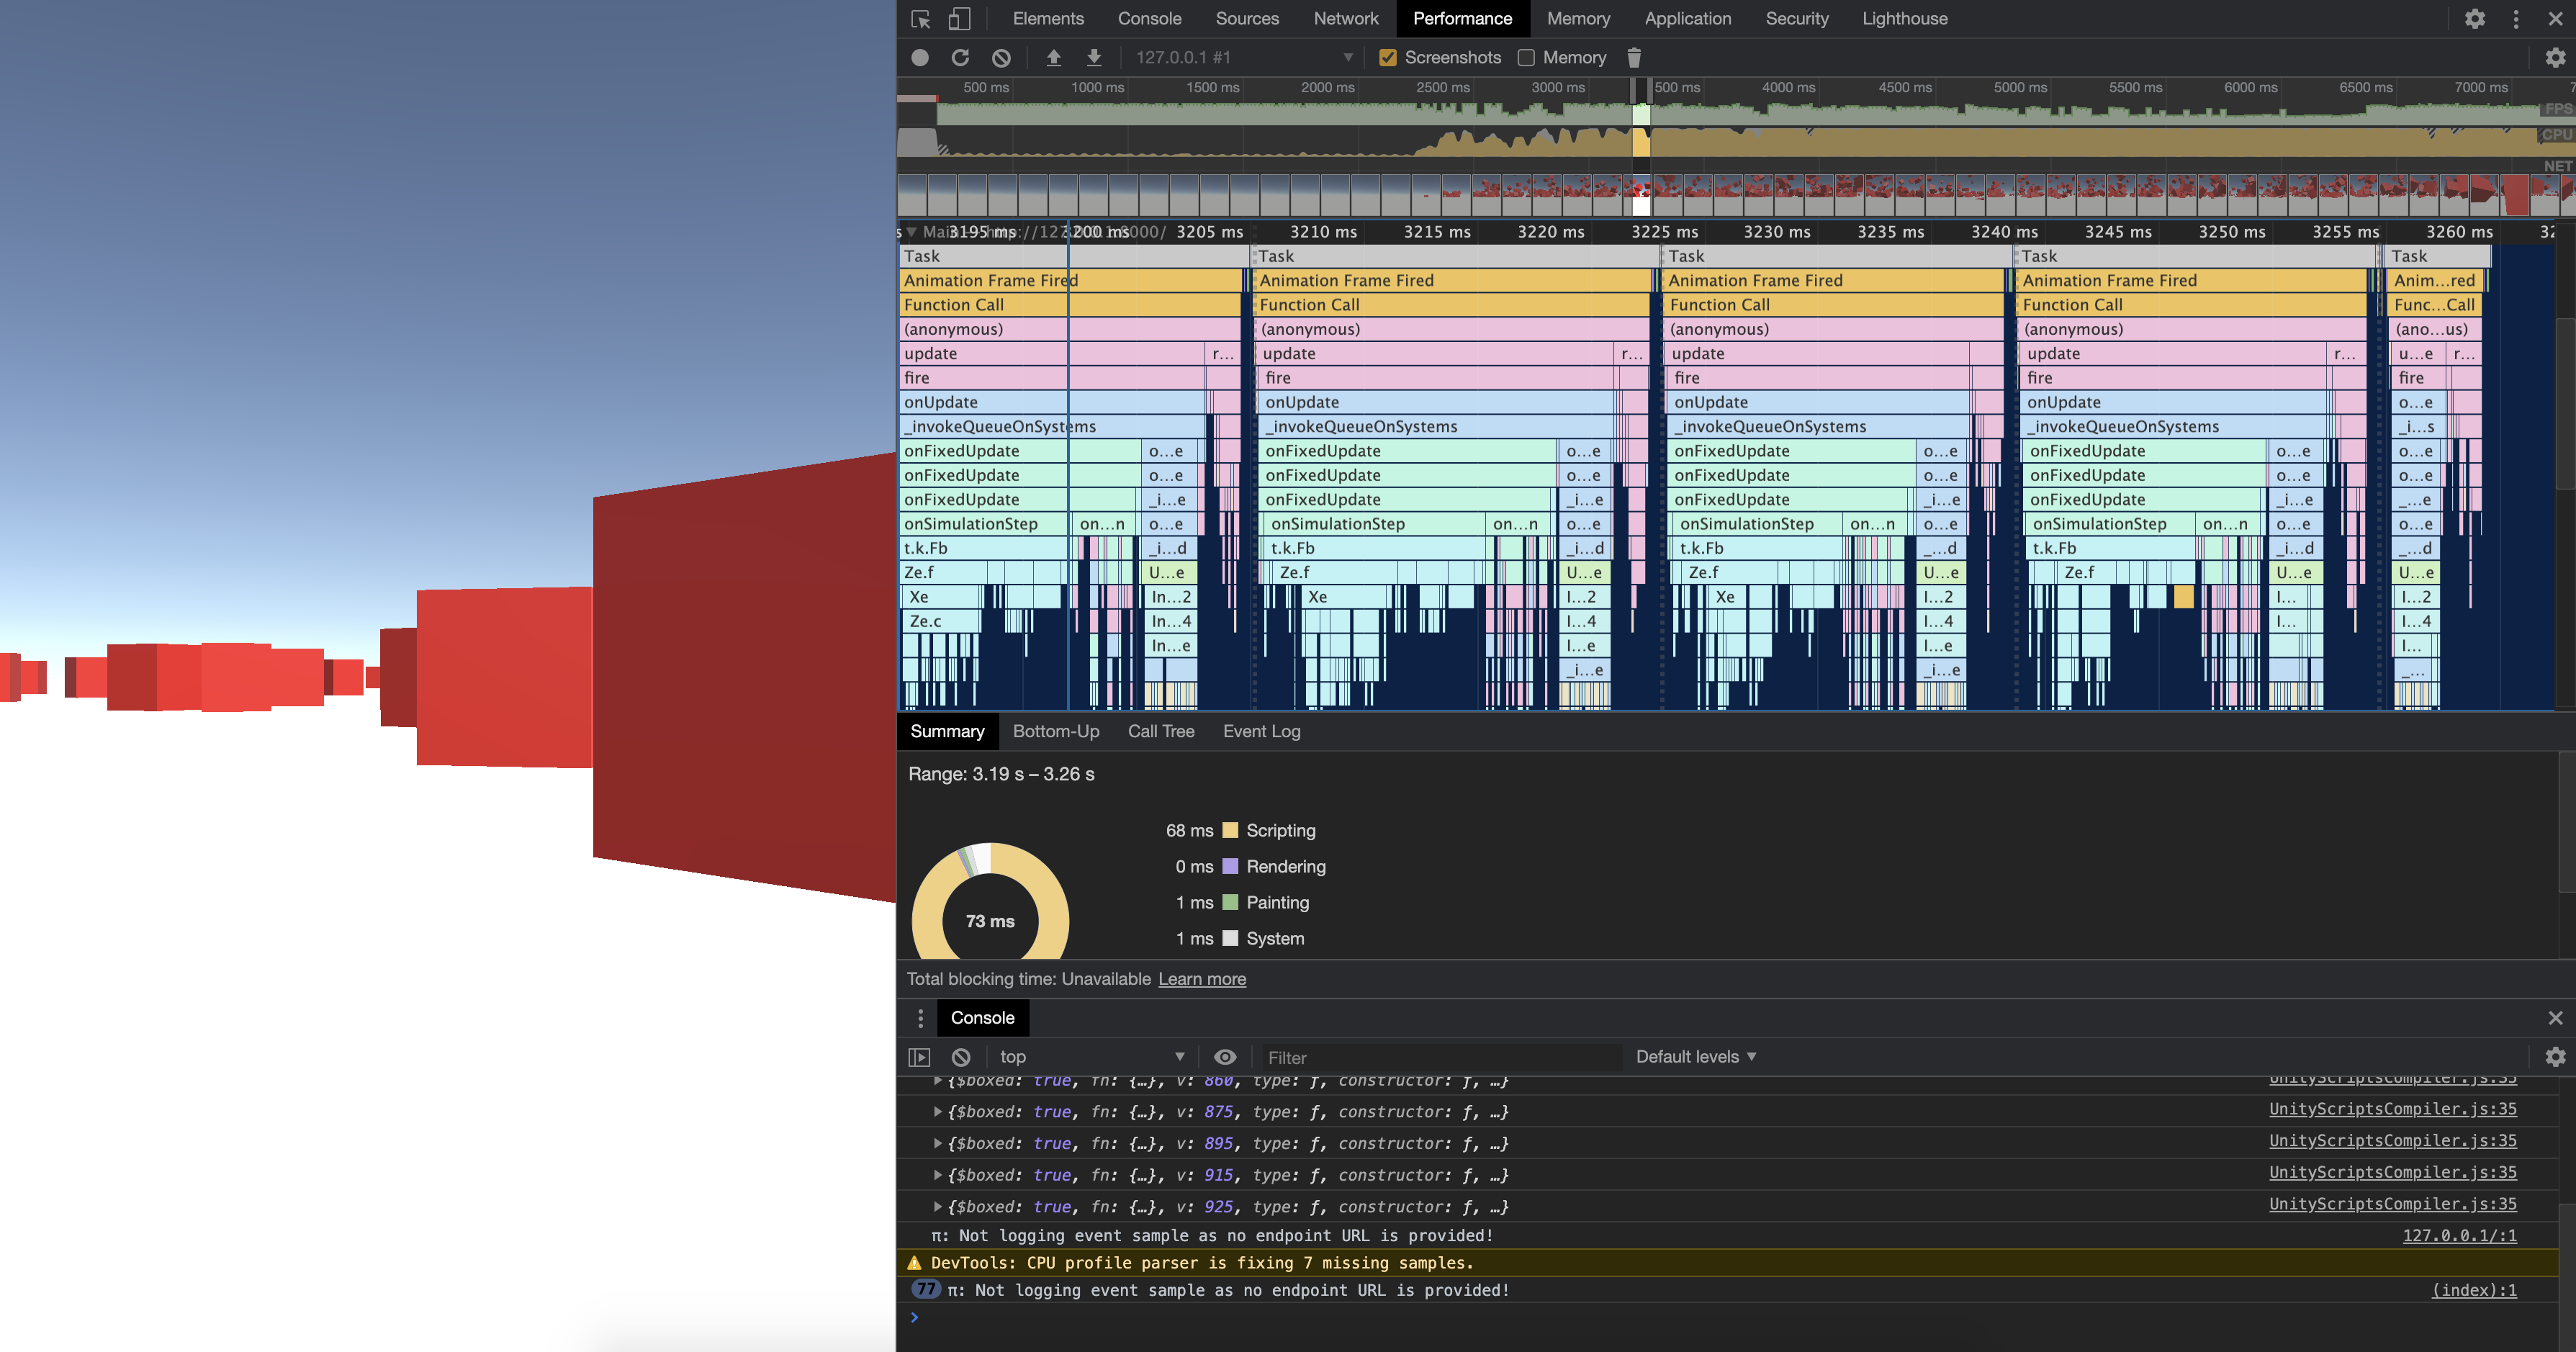 Elements Console Sources Network Performance Memory Application Security Lighthouse
127.0.0.1 #1 Screenshots Memory
500 ms 1000 ms 1500 ms 2000 ms 2500 ms 3000 ms 500 ms 4000 ms 4500 ms 5000 ms 5500 ms 6000 ms 6500 ms 7000 ms
FPS
CPU
NET
3195 ms 3200 ms 3205 ms 3210 ms 3215 ms 3220 ms 3225 ms 3230 ms 3235 ms 3240 ms 3245 ms 3250 ms 3255 ms 3260 ms
Task Task Task Task Task
Animation Frame Fired Animation Frame Fired Animation Frame Fired Animation Frame Fired Anim...red
Function Call Function Call Function Call Function Call Func...Call
(anonymous) (anonymous) (anonymous) (anonymous) (ano...us)
update r... update r... update update r... u...e r...
fire fire fire fire fire
onUpdate onUpdate onUpdate onUpdate o...e
_invokeQueueOnSystems _invokeQueueOnSystems _invokeQueueOnSystems _invokeQueueOnSystems _i...s
onFixedUpdate o...e onFixedUpdate o...e onFixedUpdate o...e onFixedUpdate o...e o...e
onFixedUpdate o...e onFixedUpdate o...e onFixedUpdate o...e onFixedUpdate o...e o...e
onFixedUpdate _i...e onFixedUpdate _i...e onFixedUpdate _i...e onFixedUpdate _i...e _...e
onSimulationStep on...n o...e onSimulationStep on...n o...e onSimulationStep on...n o...e onSimulationStep on...n o...e o...e
t.k.Fb _i...d t.k.Fb _i...d t.k.Fb _...d t.k.Fb _i...d _...d
Ze.f U...e Ze.f U...e Ze.f U...e Ze.f U...e U...e
Xe In...2 Xe I...2 Xe I...2 I... I...2
Ze.c In...4 I...4 I...4 I... I...4
In...e I...e I...e I...
_i...e _i...e _...
Summary Bottom-Up Call Tree Event Log
Range: 3.19 s – 3.26 s
68 ms Scripting
0 ms Rendering
1 ms Painting
1 ms System
73 ms
Total blocking time: Unavailable Learn more
Console
top Filter Default levels
{$boxed: true, fn: {…}, v: 860, type: ƒ, constructor: ƒ, …} UnityScriptsCompiler.js:35
{$boxed: true, fn: {…}, v: 875, type: ƒ, constructor: ƒ, …} UnityScriptsCompiler.js:35
{$boxed: true, fn: {…}, v: 895, type: ƒ, constructor: ƒ, …} UnityScriptsCompiler.js:35
{$boxed: true, fn: {…}, v: 915, type: ƒ, constructor: ƒ, …} UnityScriptsCompiler.js:35
{$boxed: true, fn: {…}, v: 925, type: ƒ, constructor: ƒ, …} UnityScriptsCompiler.js:35
π: Not logging event sample as no endpoint URL is provided! 127.0.0.1/:1
DevTools: CPU profile parser is fixing 7 missing samples.
77 π: Not logging event sample as no endpoint URL is provided! (index):1